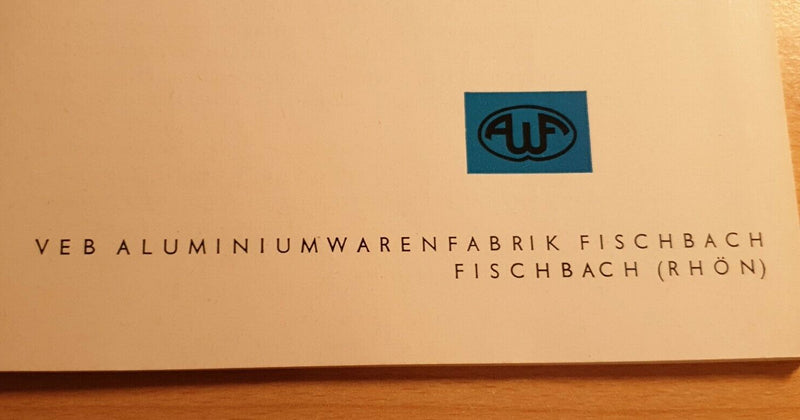 AWF
VEB ALUMINIUMWARENFABRIK FISCHBACH
FISCHBACH (RHÖN)